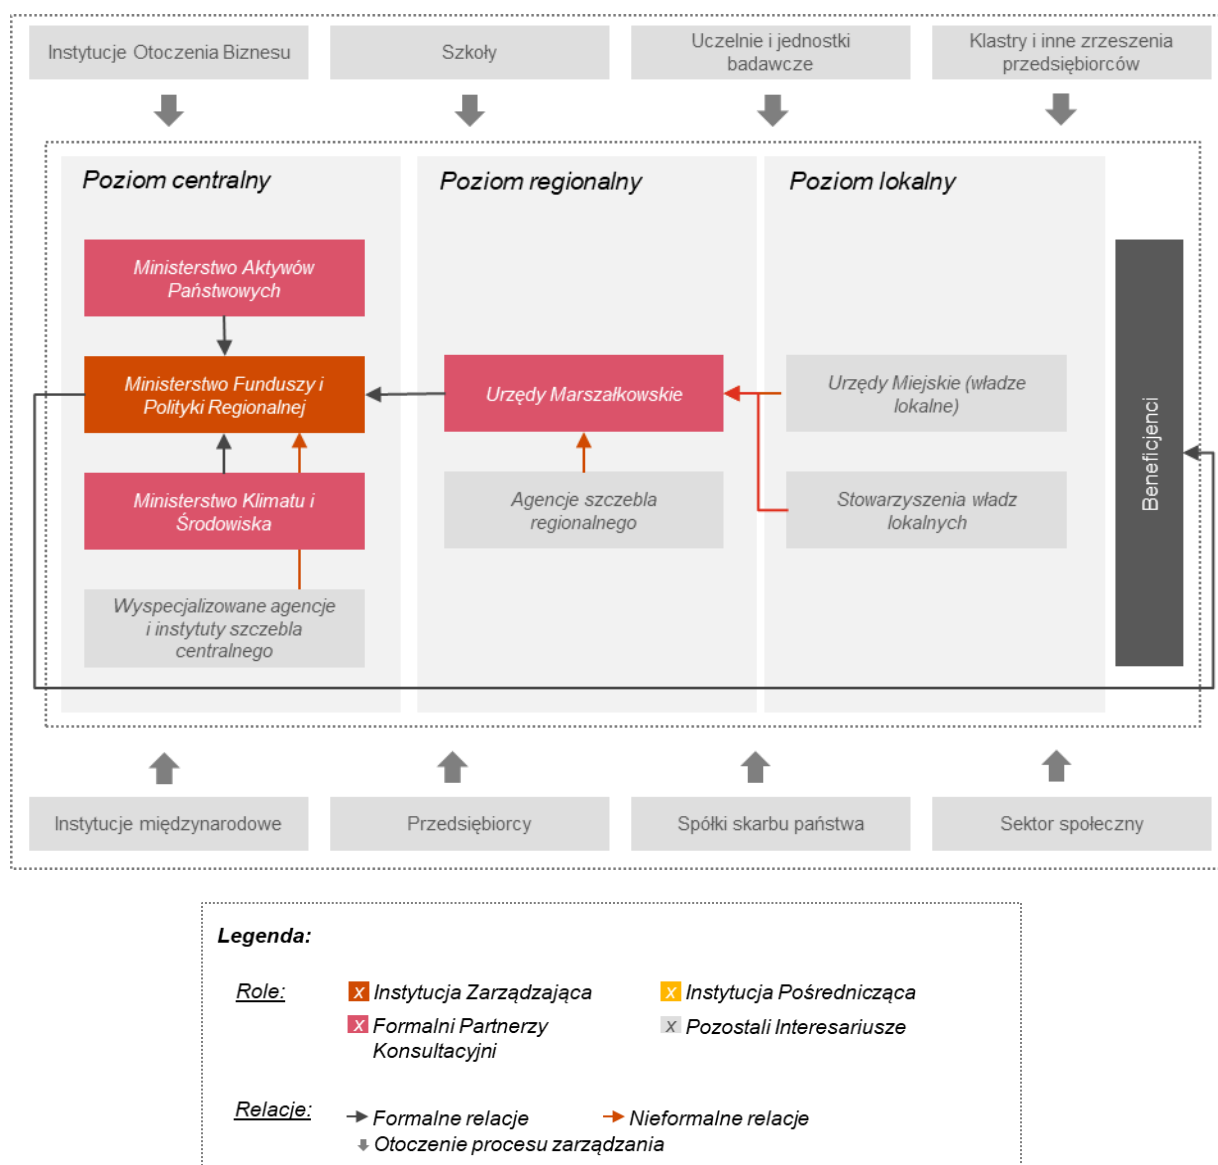 Instytucje Otoczenia Biznesu
Szkoły
Uczelnie i jednostki
badawcze
Klastry i inne zrzeszenia
przedsiębiorców
Poziom centralny
Poziom regionalny
Poziom lokalny
Ministerstwo Aktywów
Państwowych
Ministerstwo Funduszy i
Polityki Regionalnej
Urzędy Marszałkowskie
Urzędy Miejskie (władze
lokalne)
Ministerstwo Klimatu i
Środowiska
Agencje szczebla
regionalnego
Stowarzyszenia władz
lokalnych
Wyspecjalizowane agencje
i instytuty szczebla
centralnego
Beneficjenci
Instytucje międzynarodowe
Przedsiębiorcy
Spółki skarbu państwa
Sektor społeczny
Legenda:
Role:
x Instytucja Zarządzająca
x Instytucja Pośrednicząca
x Formalni Partnerzy
Konsultacyjni
x Pozostali Interesariusze
Relacje:
Formalne relacje
Nieformalne relacje
Otoczenie procesu zarządzania